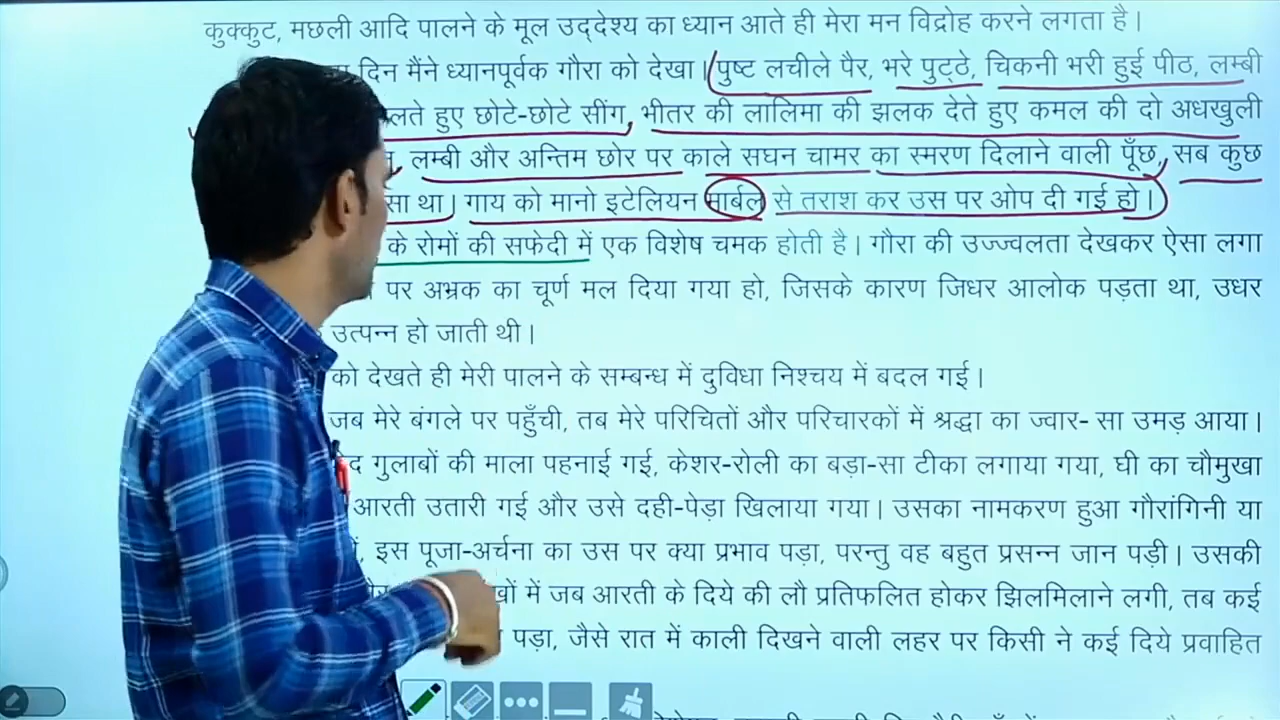 कुक्कुट, मछली आदि पालने के मूल उद्देश्य का ध्यान आते ही मेरा मन विद्रोह करने लगता है।
दिन मैंने ध्यानपूर्वक गौरा को देखा। पुष्ट लचीले पैर, भरे पुट्ठे, चिकनी भरी हुई पीठ, लम्बी
लते हुए छोटे-छोटे सींग, भीतर की लालिमा की झलक देते हुए कमल की दो अधखुली
लम्बी और अन्तिम छोर पर काले सघन चामर का स्मरण दिलाने वाली पूँछ, सब कुछ
सा था। गाय को मानो इटेलियन मार्बल से तराश कर उस पर ओप दी गई हो।
के रोमों की सफेदी में एक विशेष चमक होती है। गौरा की उज्ज्वलता देखकर ऐसा लगा
पर अभ्रक का चूर्ण मल दिया गया हो, जिसके कारण जिधर आलोक पड़ता था, उधर
उत्पन्न हो जाती थी।
को देखते ही मेरी पालने के सम्बन्ध में दुविधा निश्चय में बदल गई।
जब मेरे बंगले पर पहुँची, तब मेरे परिचितों और परिचारकों में श्रद्धा का ज्वार- सा उमड़ आया।
गुलाबों की माला पहनाई गई, केशर-रोली का बड़ा-सा टीका लगाया गया, घी का चौमुखा
आरती उतारी गई और उसे दही-पेड़ा खिलाया गया। उसका नामकरण हुआ गौरांगिनी या
इस पूजा-अर्चना का उस पर क्या प्रभाव पड़ा, परन्तु वह बहुत प्रसन्न जान पड़ी। उसकी
में जब आरती के दिये की लौ प्रतिफलित होकर झिलमिलाने लगी, तब कई
पड़ा, जैसे रात में काली दिखने वाली लहर पर किसी ने कई दिये प्रवाहित